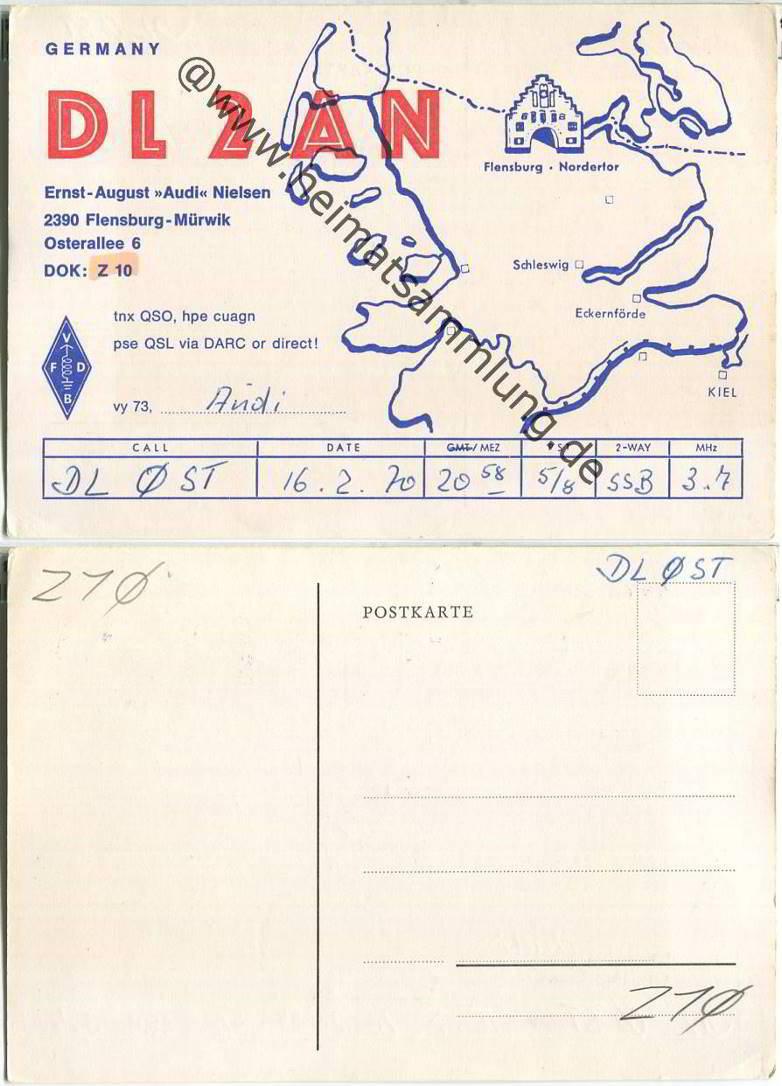 GERMANY
DL 2AN
Ernst-August »Audi« Nielsen
2390 Flensburg-Mürwik
Osterallee 6
DOK: Z 10
Flensburg · Nordertor
Schleswig
Eckernförde
KIEL
tnx QSO, hpe cuagn
pse QSL via DARC or direct!
V
F D
B
vy 73, Audi
CALL DATE GMT / MEZ 2-WAY MHz
DL ØST 16.2.70 20 58 5/8 SSB 3.7
@www.heimatsammlung.de
Z1Ø
DL ØST
POSTKARTE
Z1Ø